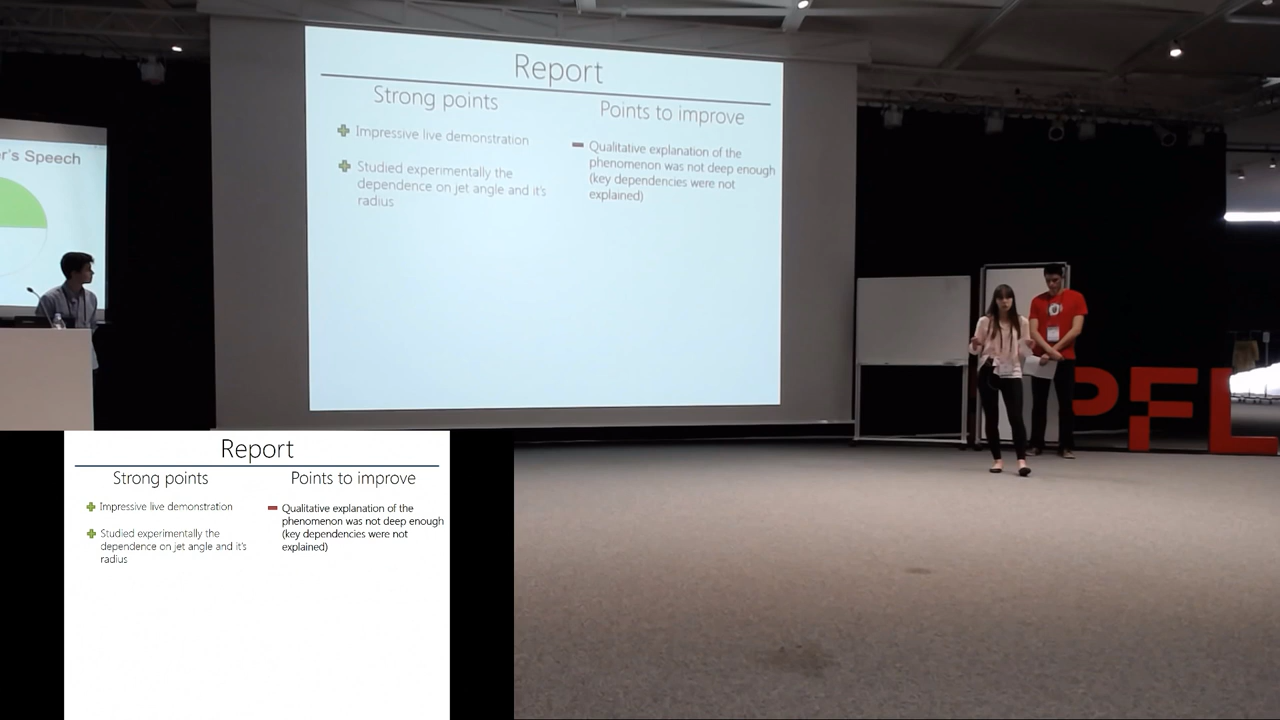 Report
Strong points
Points to improve
Impressive live demonstration
Studied experimentally the
dependence on jet angle and it's
radius
Qualitative explanation of the
phenomenon was not deep enough
(key dependencies were not
explained)
r's Speech
PFL
Report
Strong points
Points to improve
Impressive live demonstration
Studied experimentally the
dependence on jet angle and it's
radius
Qualitative explanation of the
phenomenon was not deep enough
(key dependencies were not
explained)